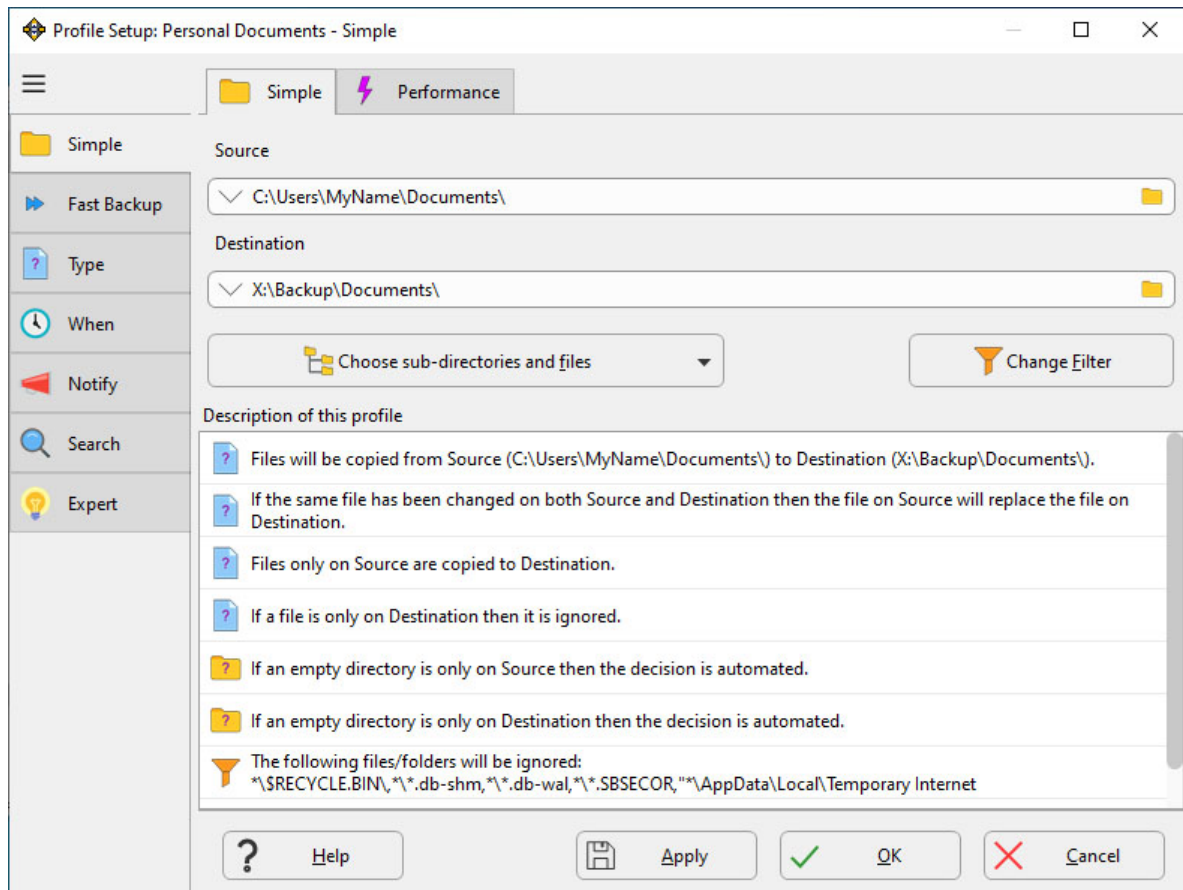 Profile Setup: Personal Documents - Simple
Simple
Performance
Simple
Fast Backup
Type
When
Notify
Search
Expert
Source
C:\Users\MyName\Documents\
Destination
X:\Backup\Documents\
Choose sub-directories and files
Change Filter
Description of this profile
Files will be copied from Source (C:\Users\MyName\Documents\) to Destination (X:\Backup\Documents\).
If the same file has been changed on both Source and Destination then the file on Source will replace the file on
Destination.
Files only on Source are copied to Destination.
If a file is only on Destination then it is ignored.
If an empty directory is only on Source then the decision is automated.
If an empty directory is only on Destination then the decision is automated.
The following files/folders will be ignored:
*\$RECYCLE.BIN\,*\*.db-shm,*\*.db-wal,*\*.SBSECOR,"*\AppData\Local\Temporary Internet
Help
Apply
OK
Cancel